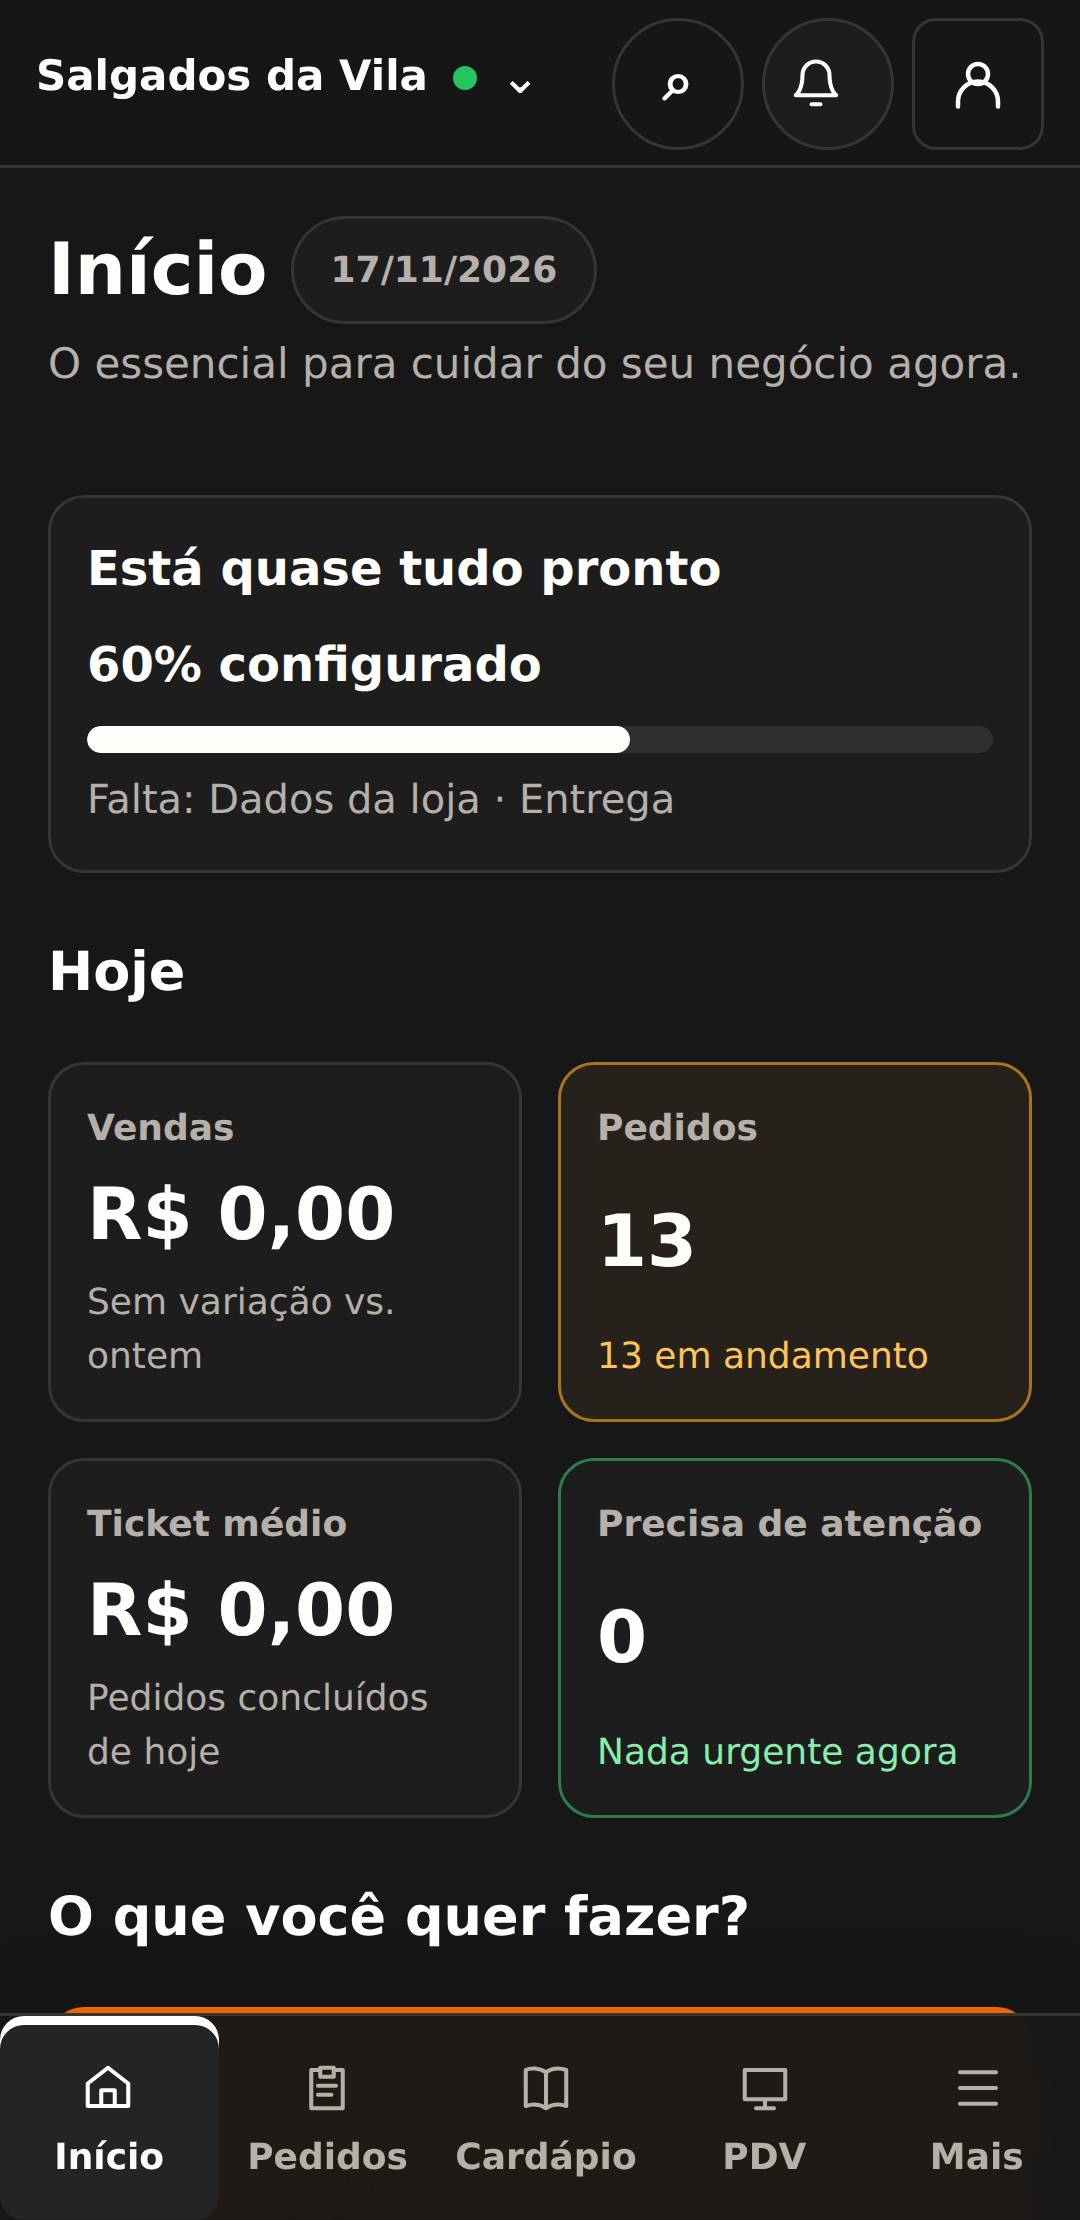 Salgados da Vila
Início
17/11/2026
O essencial para cuidar do seu negócio agora.
Está quase tudo pronto
60% configurado
Falta: Dados da loja · Entrega
Hoje
Vendas
R$ 0,00
Sem variação vs.
ontem
Pedidos
13
13 em andamento
Ticket médio
R$ 0,00
Pedidos concluídos
de hoje
Precisa de atenção
0
Nada urgente agora
O que você quer fazer?
Início
Pedidos
Cardápio
PDV
Mais